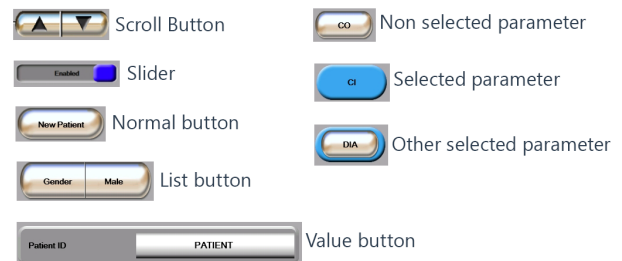 Scroll Button
Enabled
Slider
New Patient
Normal button
Gender Male
List button
Patient ID PATIENT
Value button
CO
Non selected parameter
CI
Selected parameter
DIA
Other selected parameter